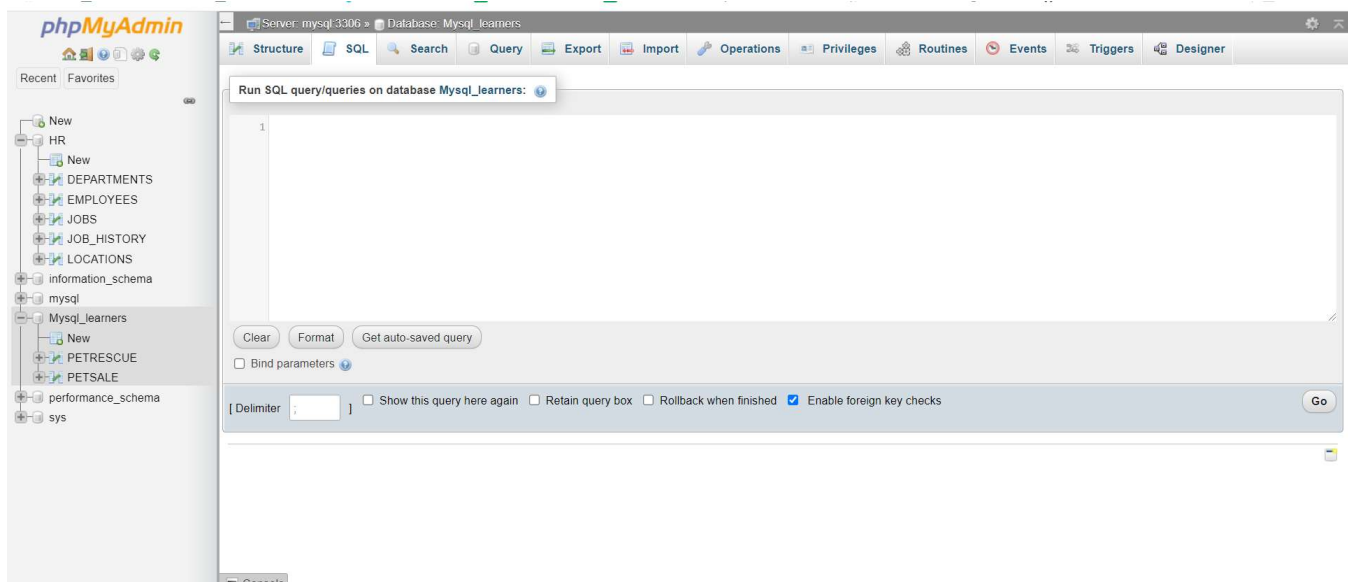 phpMyAdmin
Recent Favorites
New
HR
New
DEPARTMENTS
EMPLOYEES
JOBS
JOB_HISTORY
LOCATIONS
information_schema
mysql
Mysql_learners
New
PETRESCUE
PETSALE
performance_schema
sys
Server: mysql:3306 » Database: Mysql_learners
Structure SQL Search Query Export Import Operations Privileges Routines Events Triggers Designer
Run SQL query/queries on database Mysql_learners:
1
Clear Format Get auto-saved query
Bind parameters
[ Delimiter ; ] Show this query here again Retain query box Rollback when finished Enable foreign key checks Go
Console